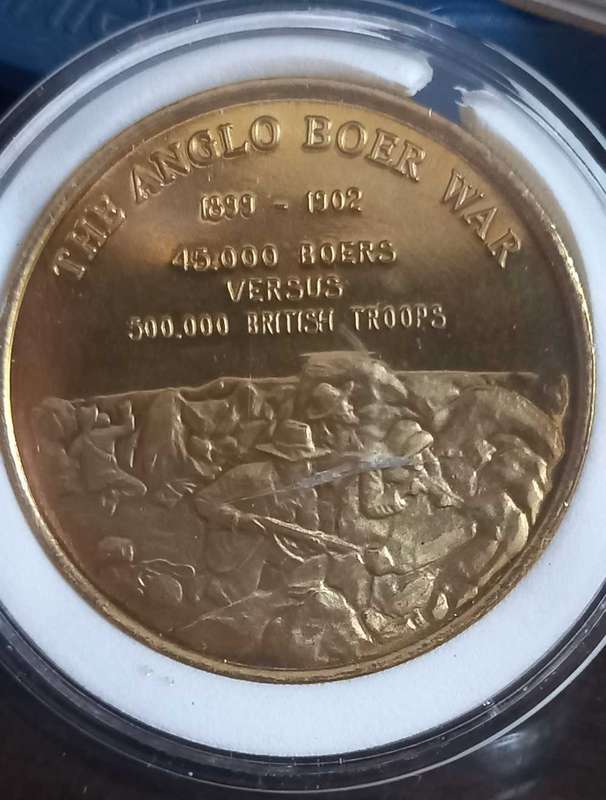 THE ANGLO BOER WAR
1899 - 1902
45.000 BOERS
VERSUS
500.000 BRITISH TROOPS